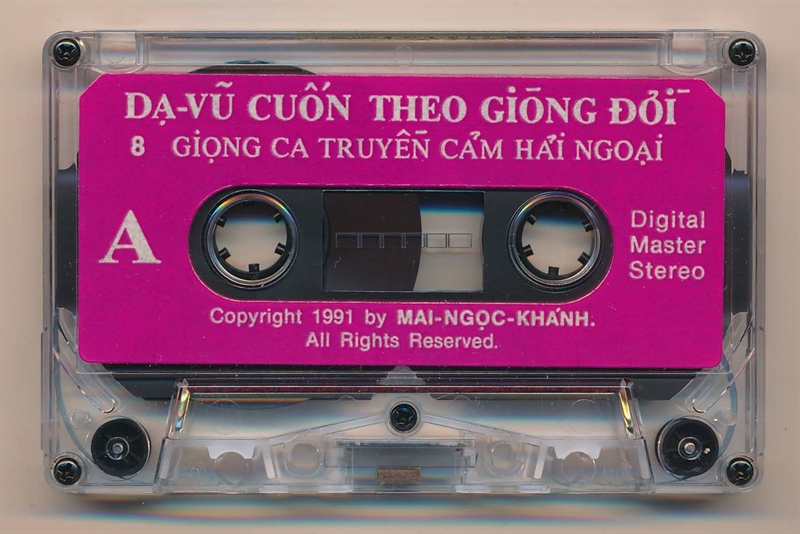 DẠ-VŨ CUỐN THEO GIÒNG ĐỜI
8 GIỌNG CA TRUYỀN CẢM HẢI NGOẠI
A
Digital
Master
Stereo
Copyright 1991 by MAI-NGỌC-KHÁNH.
All Rights Reserved.